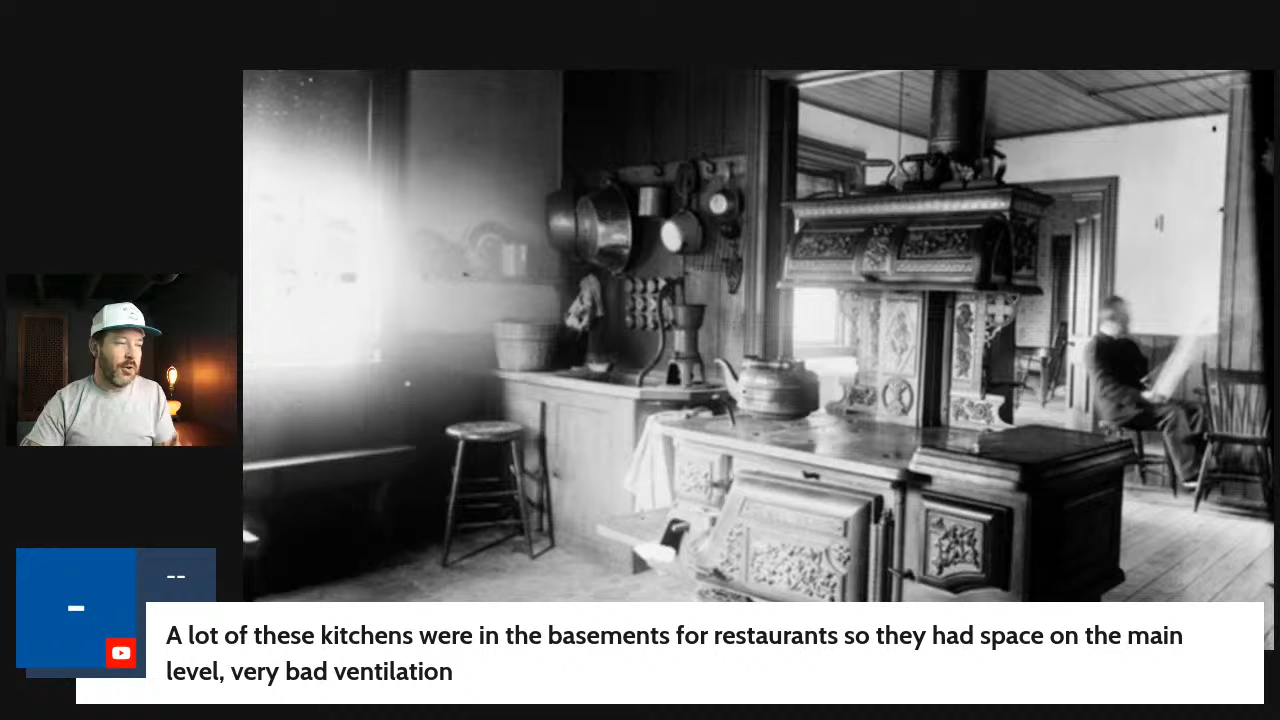 --
-
A lot of these kitchens were in the basements for restaurants so they had space on the main
level, very bad ventilation